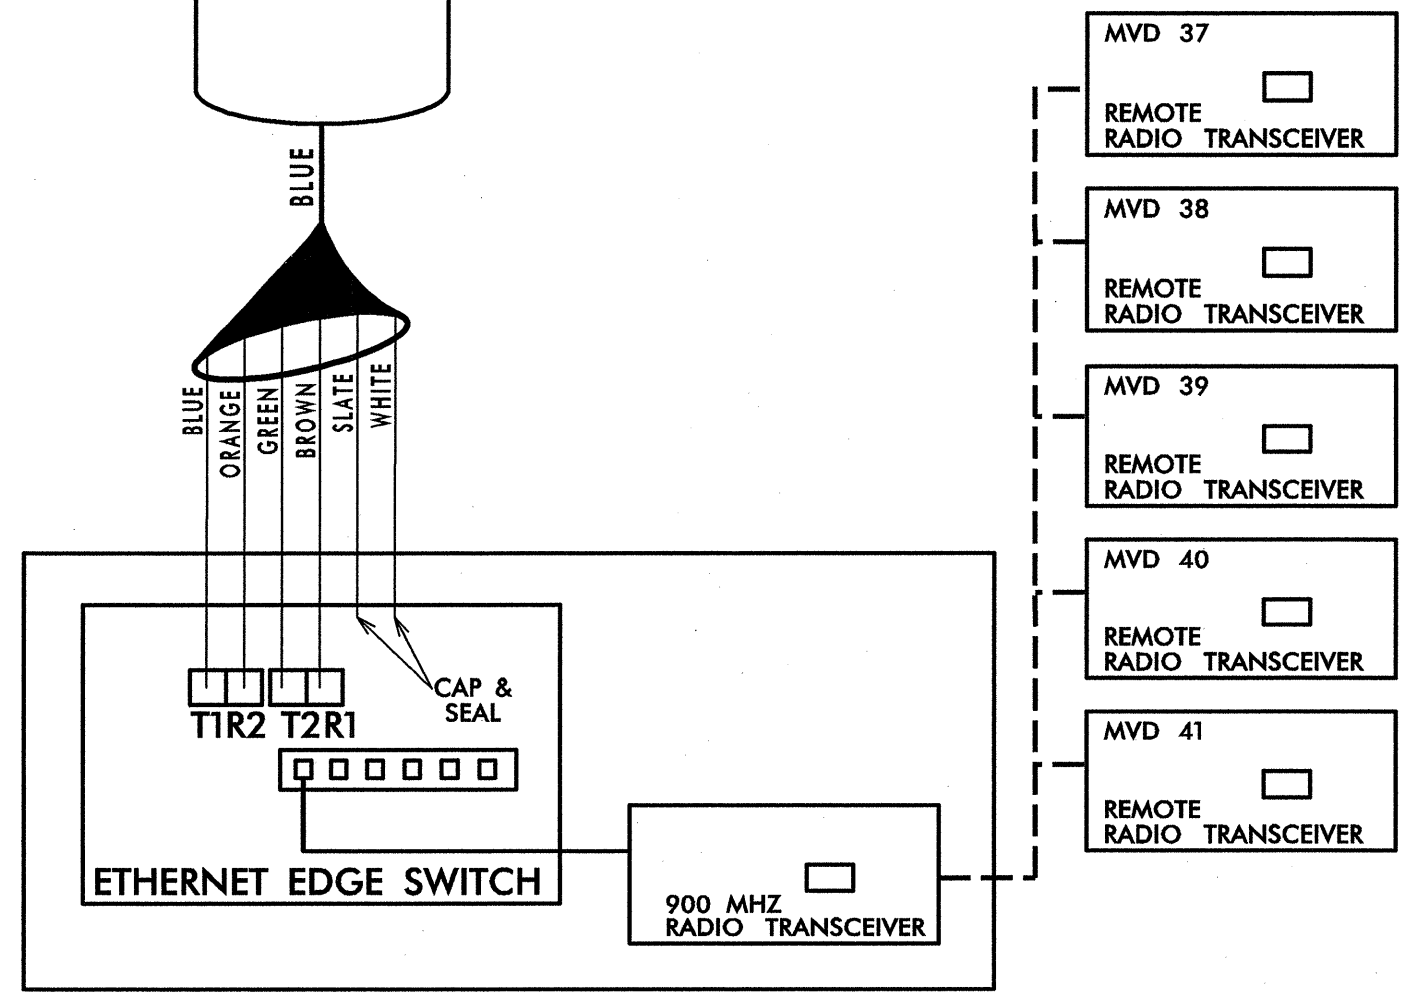 BLUE
BLUE
ORANGE
GREEN
BROWN
SLATE
WHITE
CAP &
SEAL
T1R2 T2R1
ETHERNET EDGE SWITCH
900 MHZ
RADIO TRANSCEIVER
MVD 37
REMOTE
RADIO TRANSCEIVER
MVD 38
REMOTE
RADIO TRANSCEIVER
MVD 39
REMOTE
RADIO TRANSCEIVER
MVD 40
REMOTE
RADIO TRANSCEIVER
MVD 41
REMOTE
RADIO TRANSCEIVER